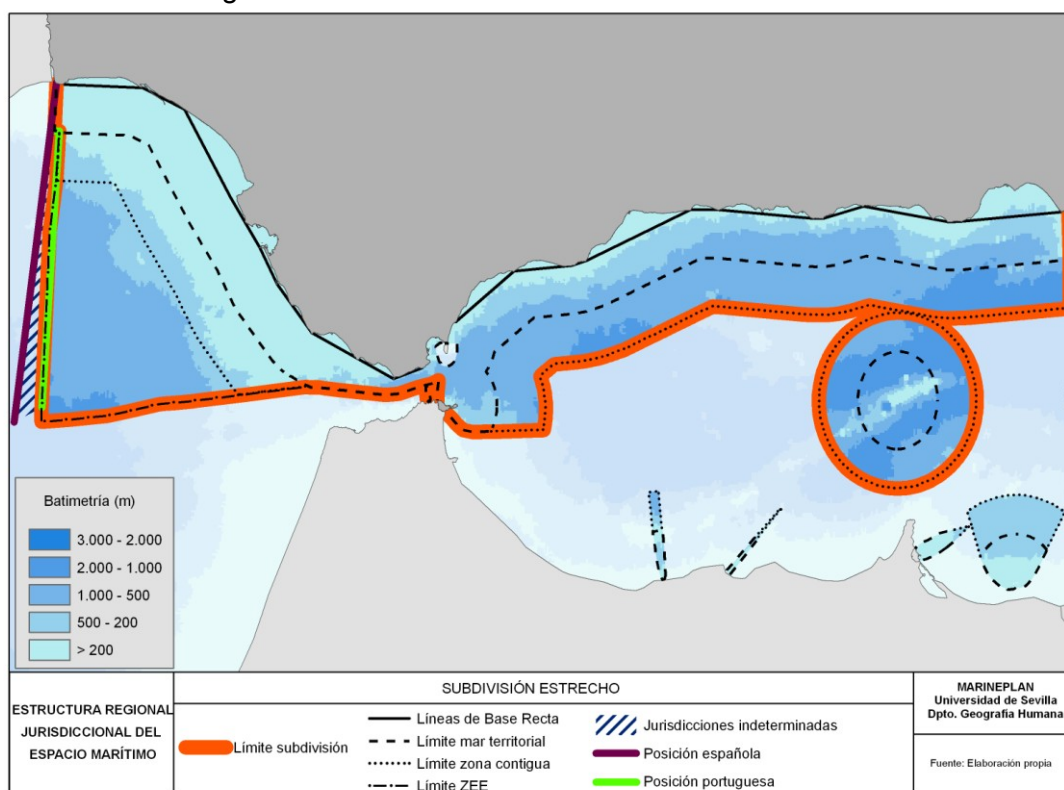 Batimetría (m)
3.000 - 2.000
2.000 - 1.000
1.000 - 500
500 - 200
> 200
ESTRUCTURA REGIONAL
JURISDICCIONAL DEL
ESPACIO MARÍTIMO
SUBDIVISIÓN ESTRECHO
Límite subdivisión
Líneas de Base Recta
Límite mar territorial
Límite zona contigua
Límite ZEE
Jurisdicciones indeterminadas
Posición española
Posición portuguesa
MARINEPLAN
Universidad de Sevilla
Dpto. Geografía Humana
Fuente: Elaboración propia